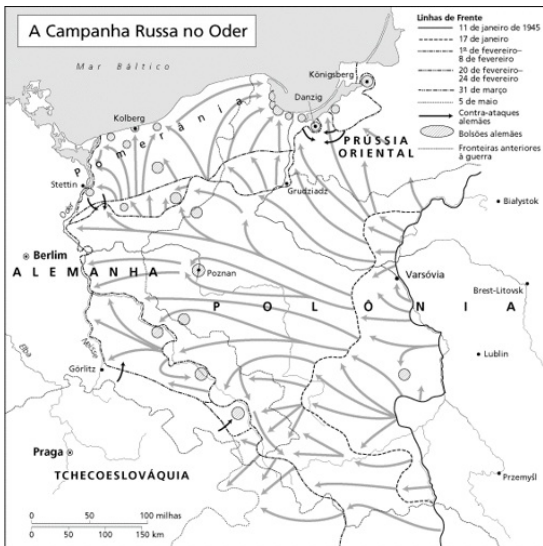 A Campanha Russa no Oder
Linhas de Frente
11 de janeiro de 1945
17 de janeiro
1º de fevereiro–
8 de fevereiro
20 de fevereiro–
24 de fevereiro
31 de março
5 de maio
Contra-ataques
alemães
Bolsões alemães
Fronteiras anteriores
à guerra
Mar Báltico
Königsberg
Danzig
Kolberg
Pomerânia
PRÚSSIA
ORIENTAL
Stettin
Oder
Grudziadz
Białystok
Berlim
ALEMANHA
Poznan
Varsóvia
POLÔNIA
Brest-Litovsk
Elba
Neisse
Görlitz
Lublin
Praga
TCHECOESLOVÁQUIA
Przemyśl
0 50 100 milhas
0 50 100 150 km